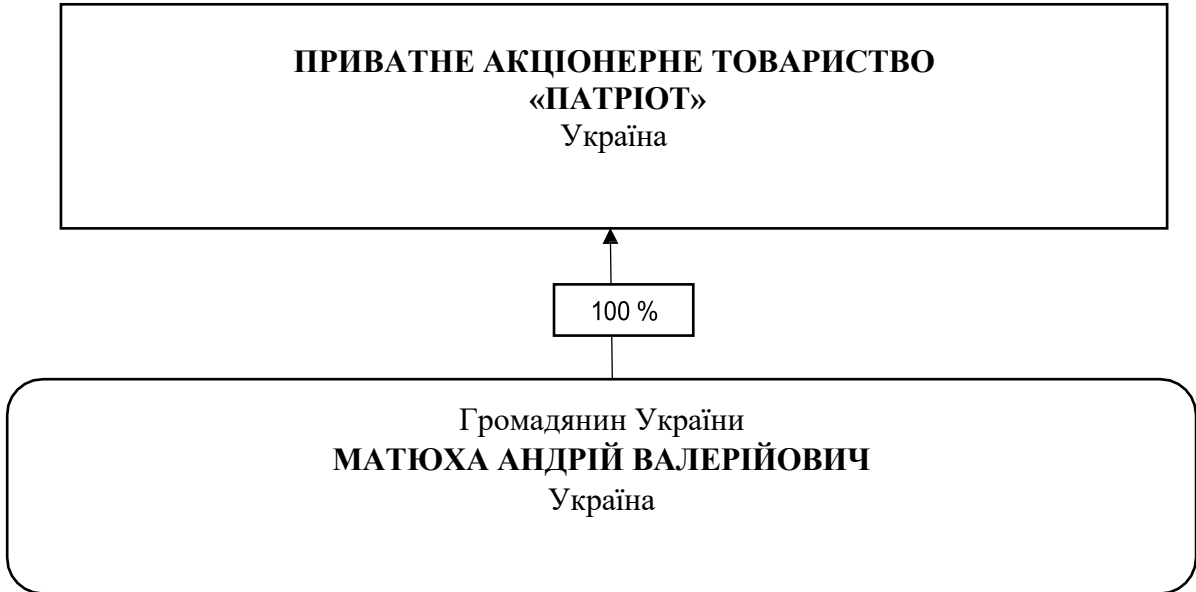 ПРИВАТНЕ АКЦІОНЕРНЕ ТОВАРИСТВО
«ПАТРІОТ»
Україна
100 %
Громадянин України
МАТЮХА АНДРІЙ ВАЛЕРІЙОВИЧ
Україна